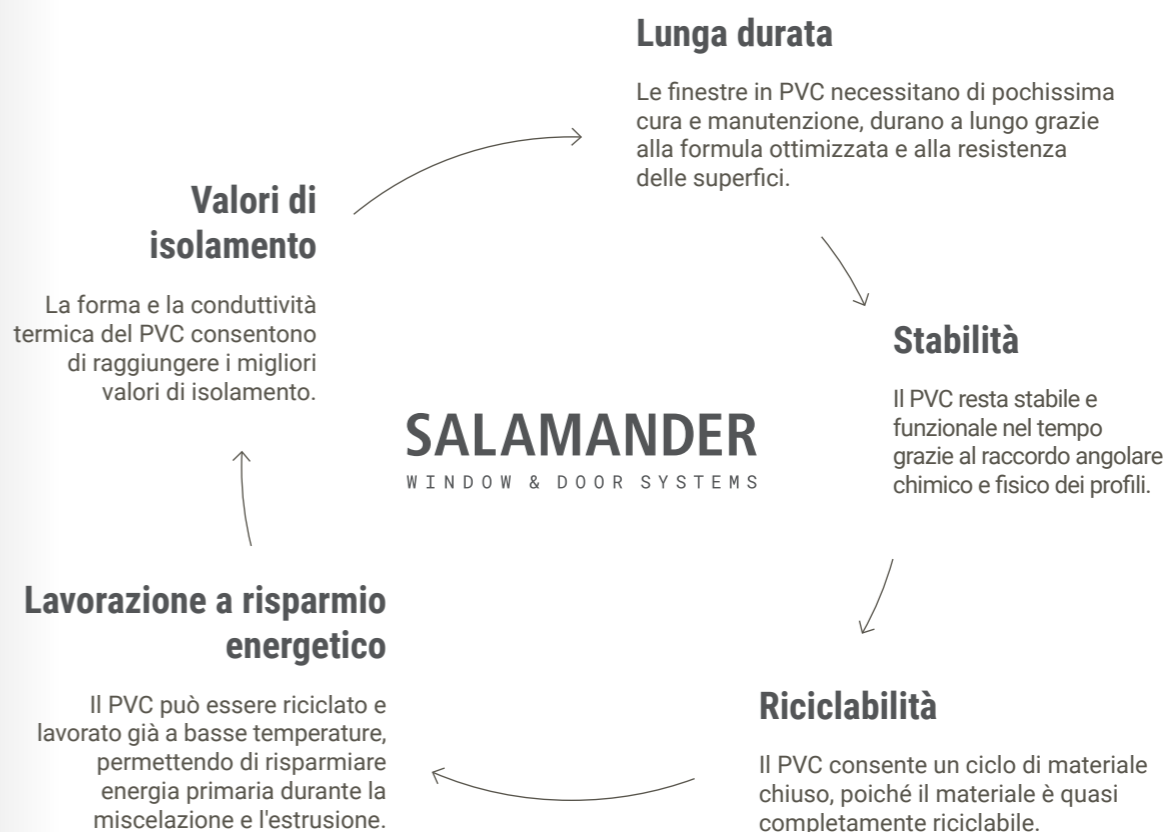 Lunga durata
Le finestre in PVC necessitano di pochissima
cura e manutenzione, durano a lungo grazie
alla formula ottimizzata e alla resistenza
delle superfici.
Stabilità
Il PVC resta stabile e
funzionale nel tempo
grazie al raccordo angolare
chimico e fisico dei profili.
Riciclabilità
Il PVC consente un ciclo di materiale
chiuso, poiché il materiale è quasi
completamente riciclabile.
Lavorazione a risparmio
energetico
Il PVC può essere riciclato e
lavorato già a basse temperature,
permettendo di risparmiare
energia primaria durante la
miscelazione e l'estrusione.
Valori di
isolamento
La forma e la conduttività
termica del PVC consentono
di raggiungere i migliori
valori di isolamento.
SALAMANDER
WINDOW & DOOR SYSTEMS